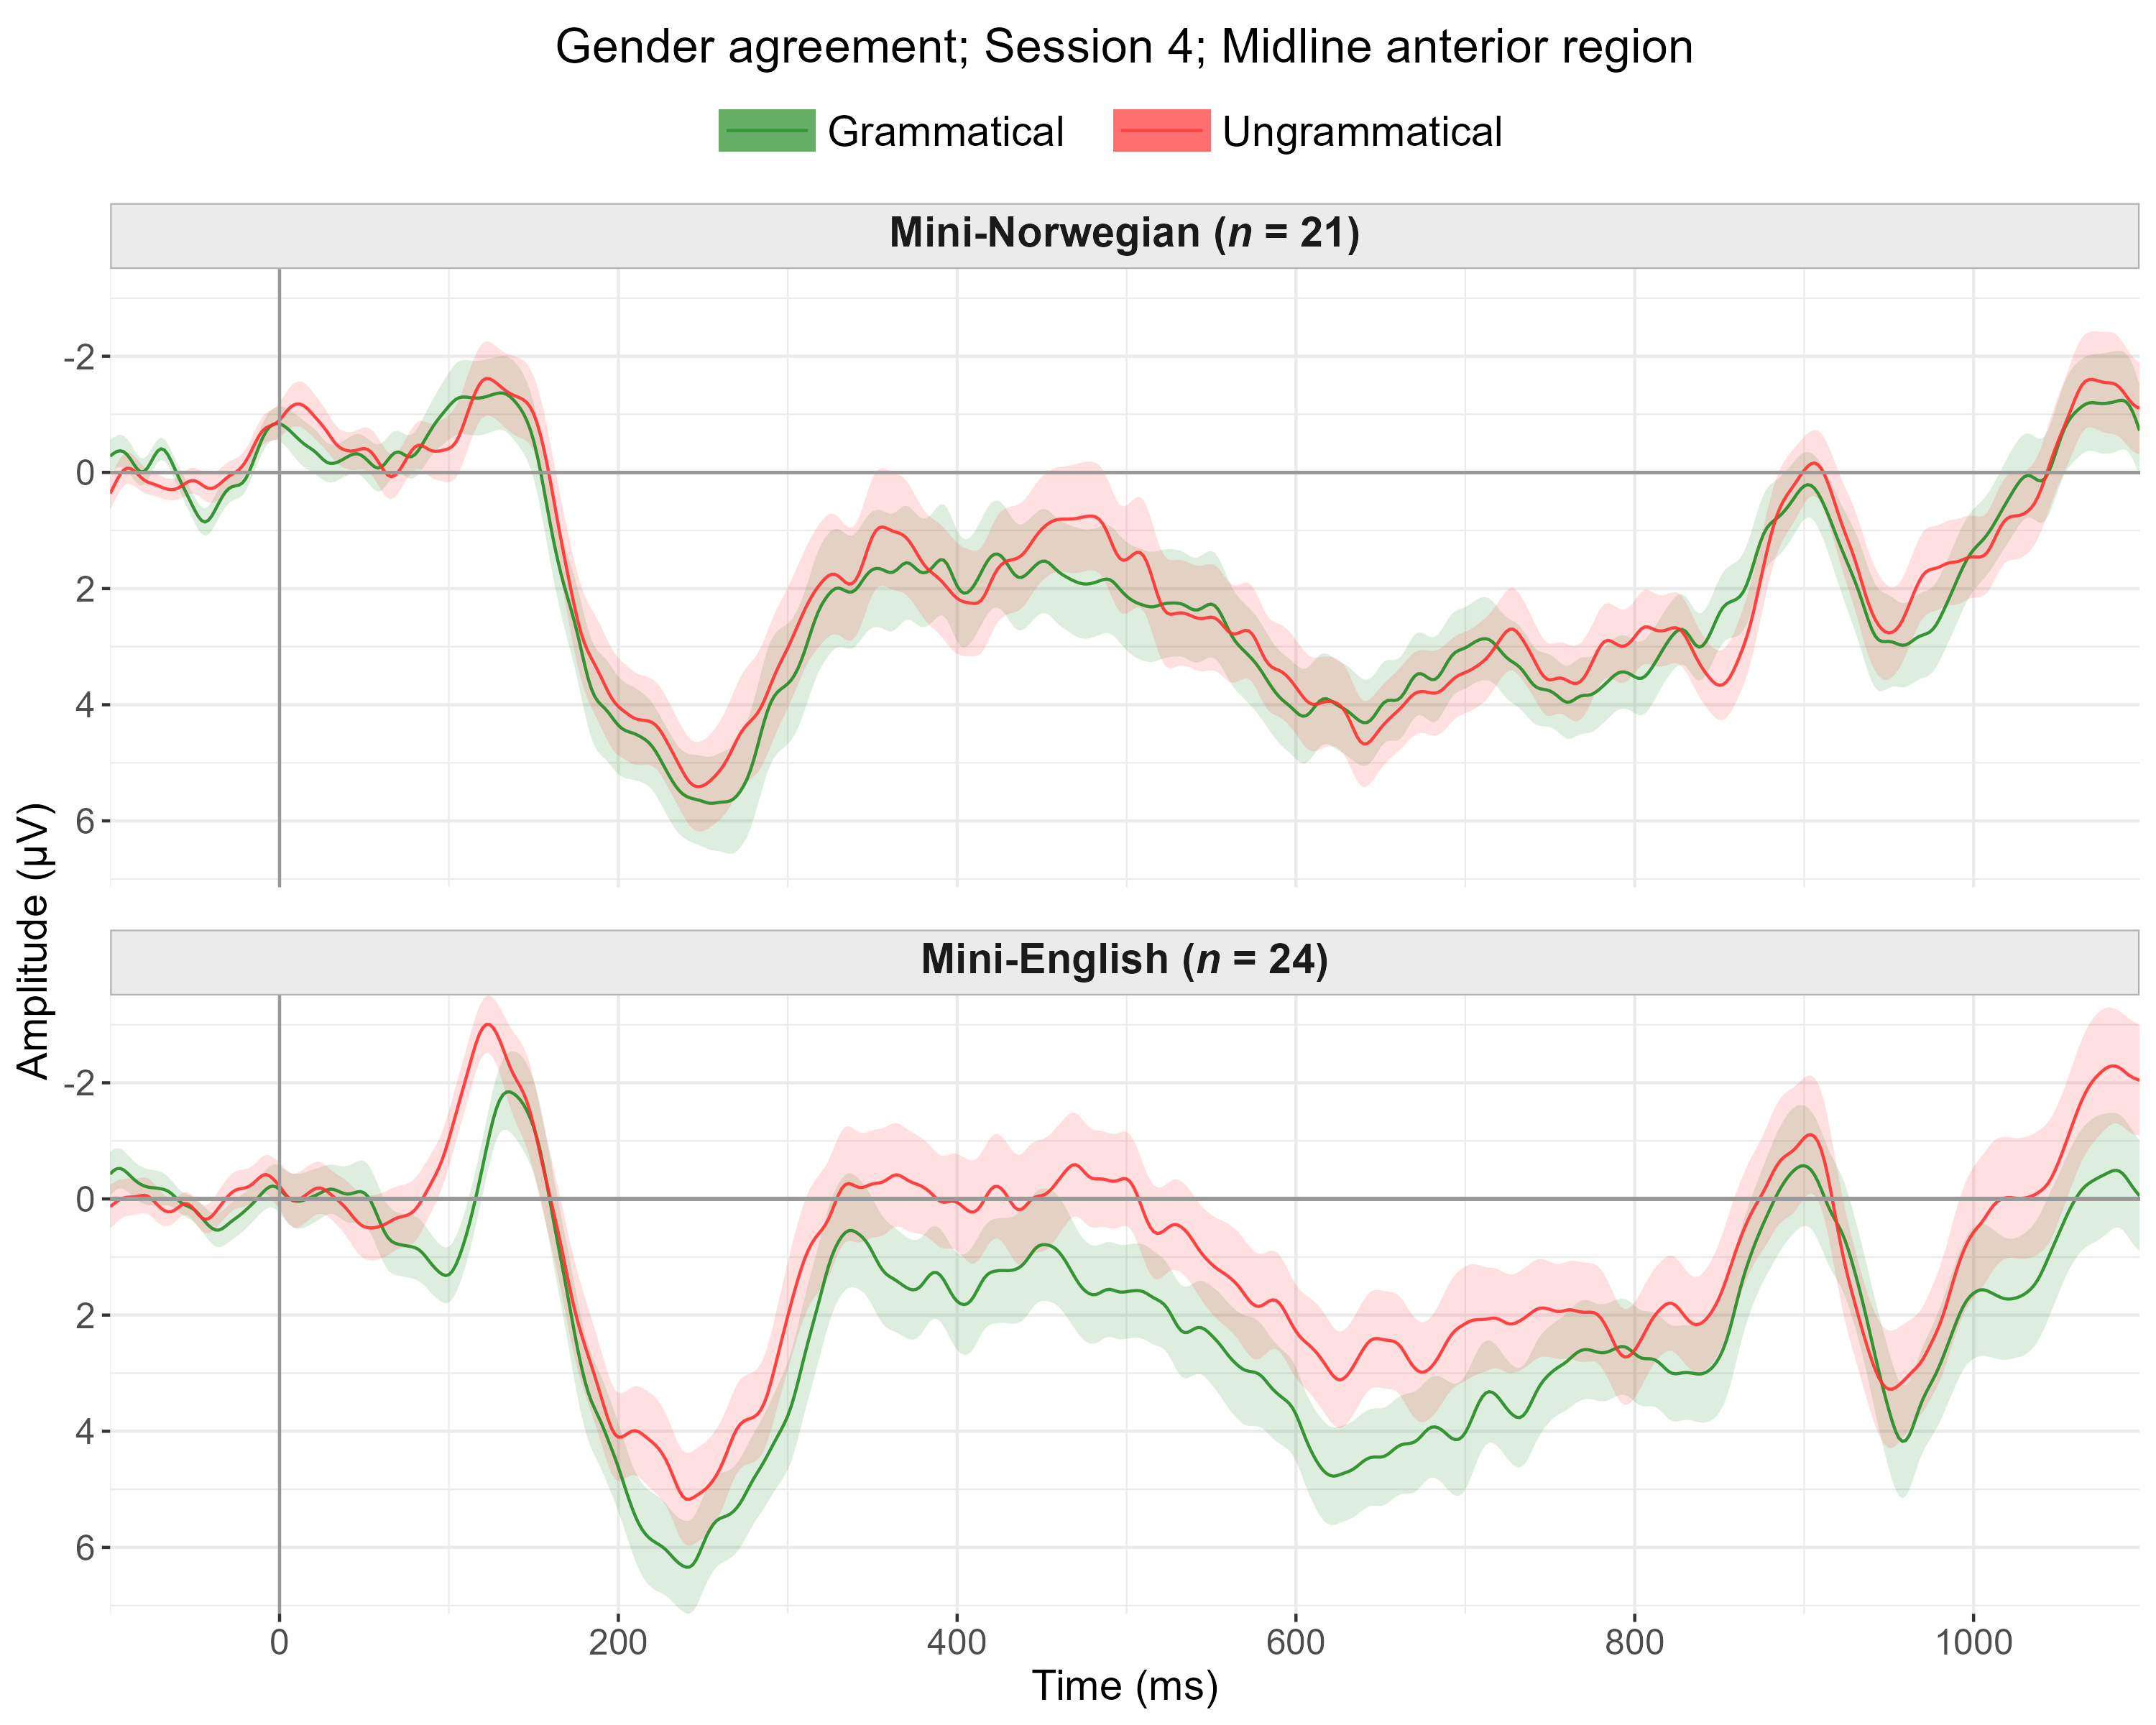 Gender agreement; Session 4; Midline anterior region
Grammatical Ungrammatical
Mini-Norwegian (n = 21)
-2
0
2
4
6
Amplitude (µV)
Mini-English (n = 24)
-2
0
2
4
6
0 200 400 600 800 1000
Time (ms)